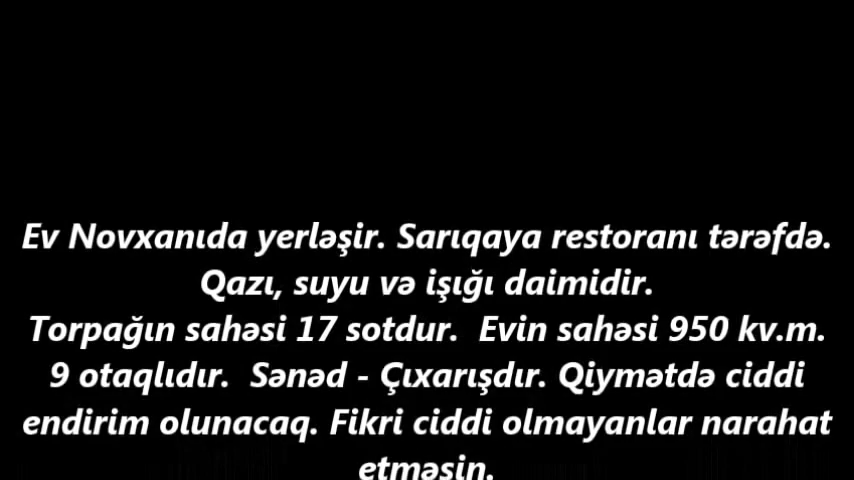 Ev Novxanıda yerləşir. Sarıqaya restoranı tərəfdə.
Qazı, suyu və işığı daimidir.
Torpağın sahəsi 17 sotdur.  Evin sahəsi 950 kv.m.
9 otaqlıdır.  Sənəd - Çıxarışdır. Qiymətdə ciddi
endirim olunacaq. Fikri ciddi olmayanlar narahat
etməsin.